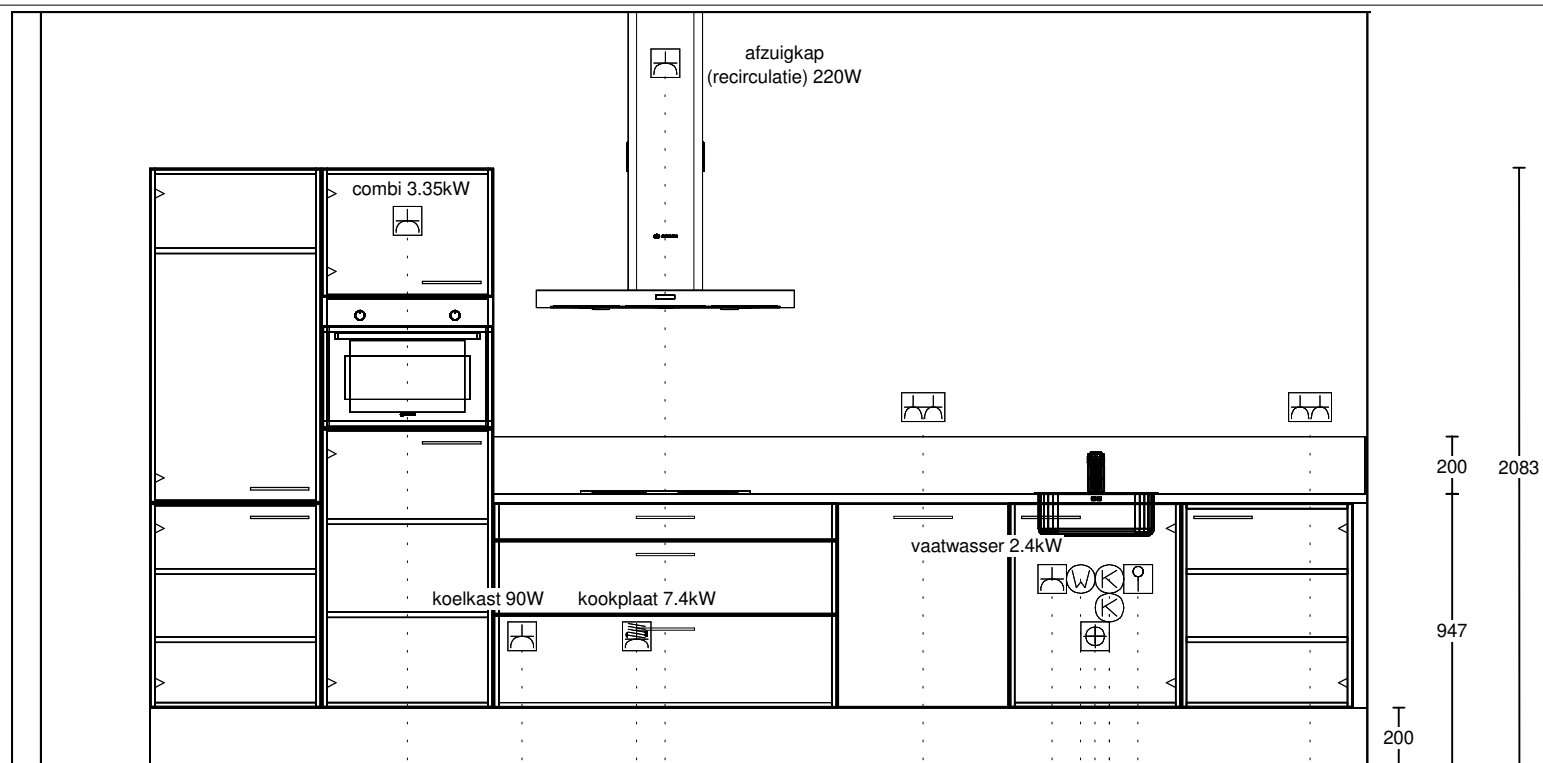 afzuigkap
(recirculatie) 220W
combi 3.35kW
200
2083
vaatwasser 2.4kW
W K
K
koelkast 90W
kookplaat 7.4kW
947
200